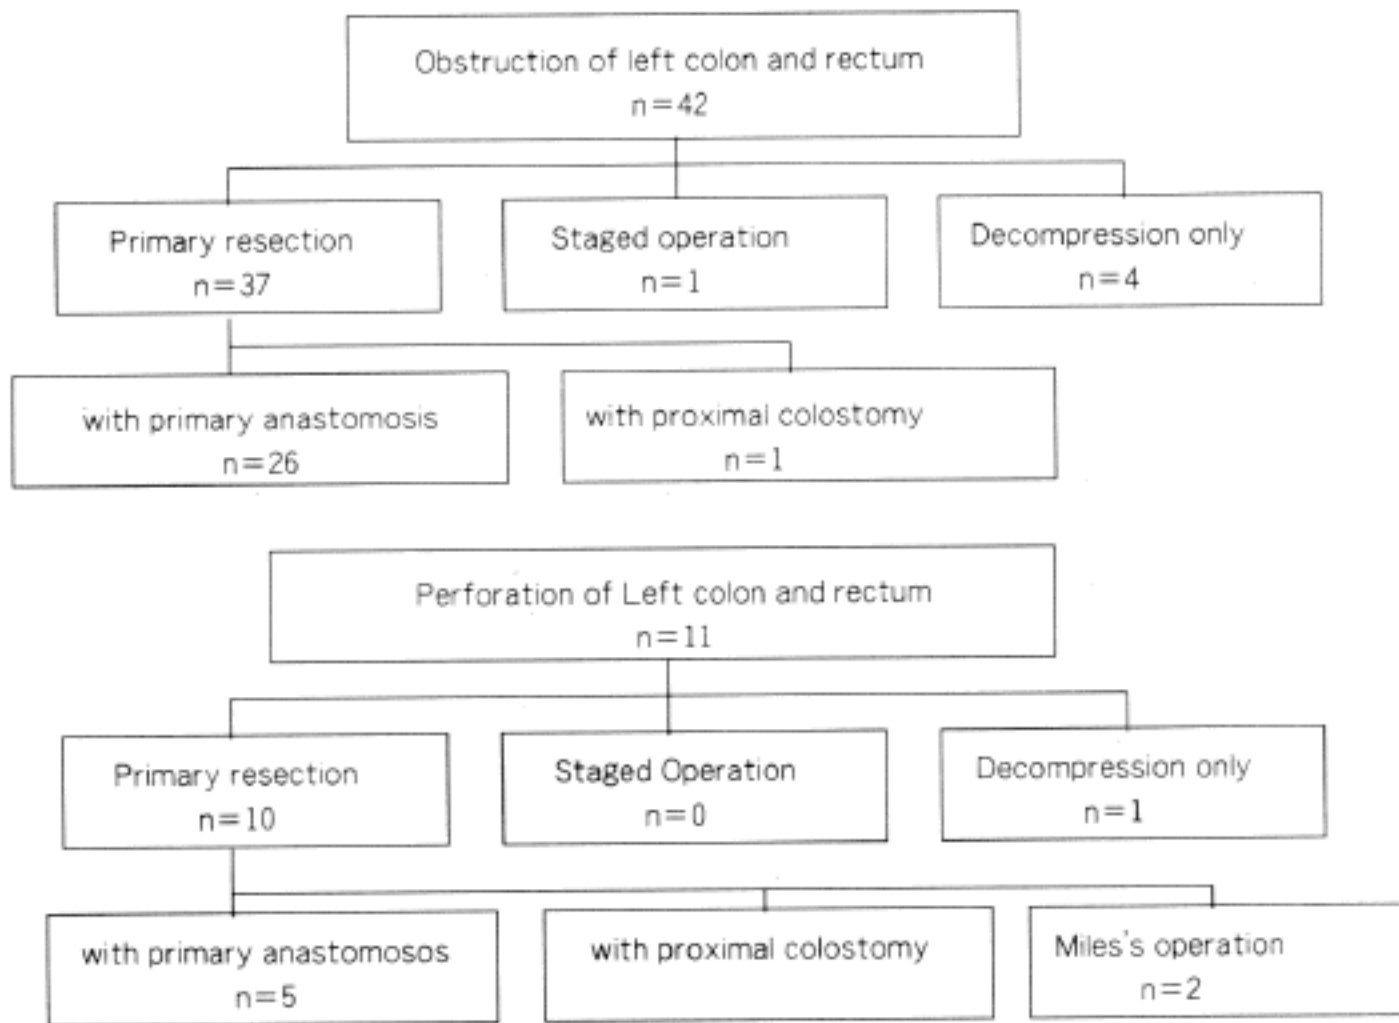 Obstruction of left colon and rectum
n=42
Primary resection
n=37
Staged operation
n=1
Decompression only
n=4
with primary anastomosis
n=26
with proximal colostomy
n=1
Perforation of Left colon and rectum
n=11
Primary resection
n=10
Staged Operation
n=0
Decompression only
n=1
with primary anastomosos
n=5
with proximal colostomy
Miles's operation
n=2